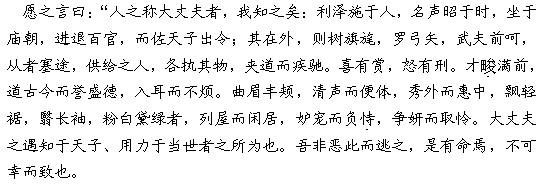 愿之言曰：“人之称大丈夫者，我知之矣：利泽施于人，名声昭于时，坐于
庙朝，进退百官，而佐天子出令；其在外，则树旗旄，罗弓矢，武夫前呵，
从者塞途，供给之人，各执其物，夹道而疾驰。喜有赏，怒有刑。才畯满前，
道古今而誉盛德，入耳而不烦。曲眉丰颊，清声而便体，秀外而惠中，飘轻
裾，翳长袖，粉白黛绿者，列屋而闲居，妒宠而负恃，争妍而取怜。大丈夫
之遇知于天子、用力于当世者之所为也。吾非恶此而逃之，是有命焉，不可
幸而致也。